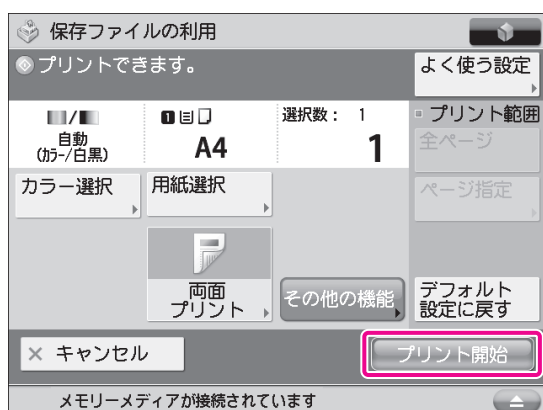 保存ファイルの利用
プリントできます。
よく使う設定
自動
(ｶﾗｰ/白黒)
1
A4
選択数： 1
1
プリント範囲
全ページ
ページ指定
カラー選択
用紙選択
両面
プリント
その他の機能
デフォルト
設定に戻す
× キャンセル
プリント開始
メモリーメディアが接続されています